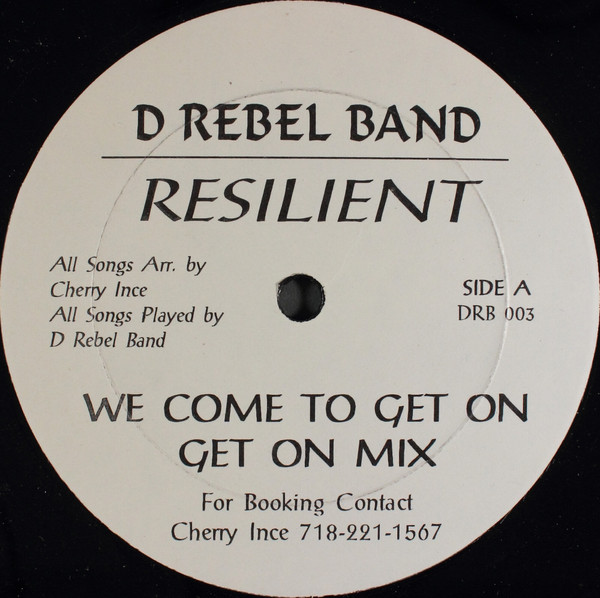 D REBEL BAND
RESILIENT
All Songs Arr. by
Cherry Ince
All Songs Played by
D Rebel Band
SIDE A
DRB 003
WE COME TO GET ON
GET ON MIX
For Booking Contact
Cherry Ince 718-221-1567